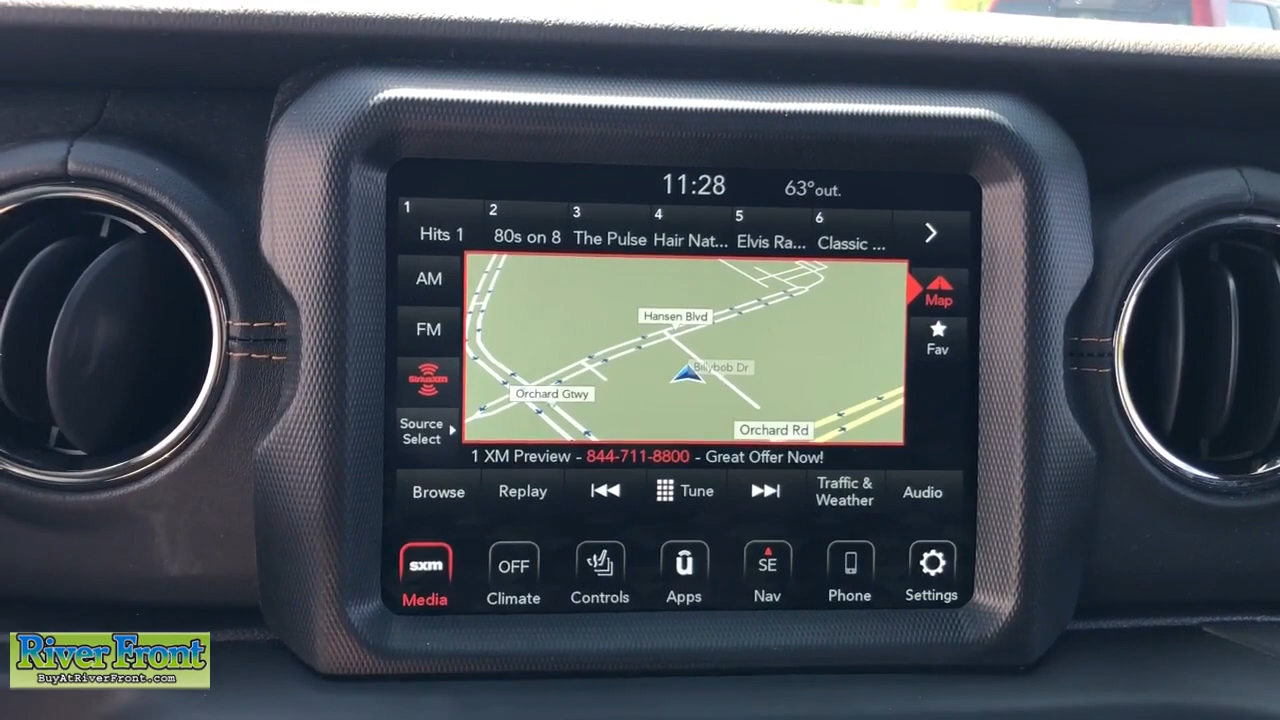 11:28 63°out.
1 2 3 4 5 6
Hits 1 80s on 8 The Pulse Hair Nat... Elvis Ra... Classic ...
AM
FM
SiriusXM
Source
Select
Hansen Blvd
Billybob Dr
Orchard Gtwy
Orchard Rd
Map
Fav
1 XM Preview - 844-711-8800 - Great Offer Now!
Browse Replay Tune Traffic &
Weather Audio
sxm OFF SE
Media Climate Controls Apps Nav Phone Settings
River Front
BuyAtRiverFront.com